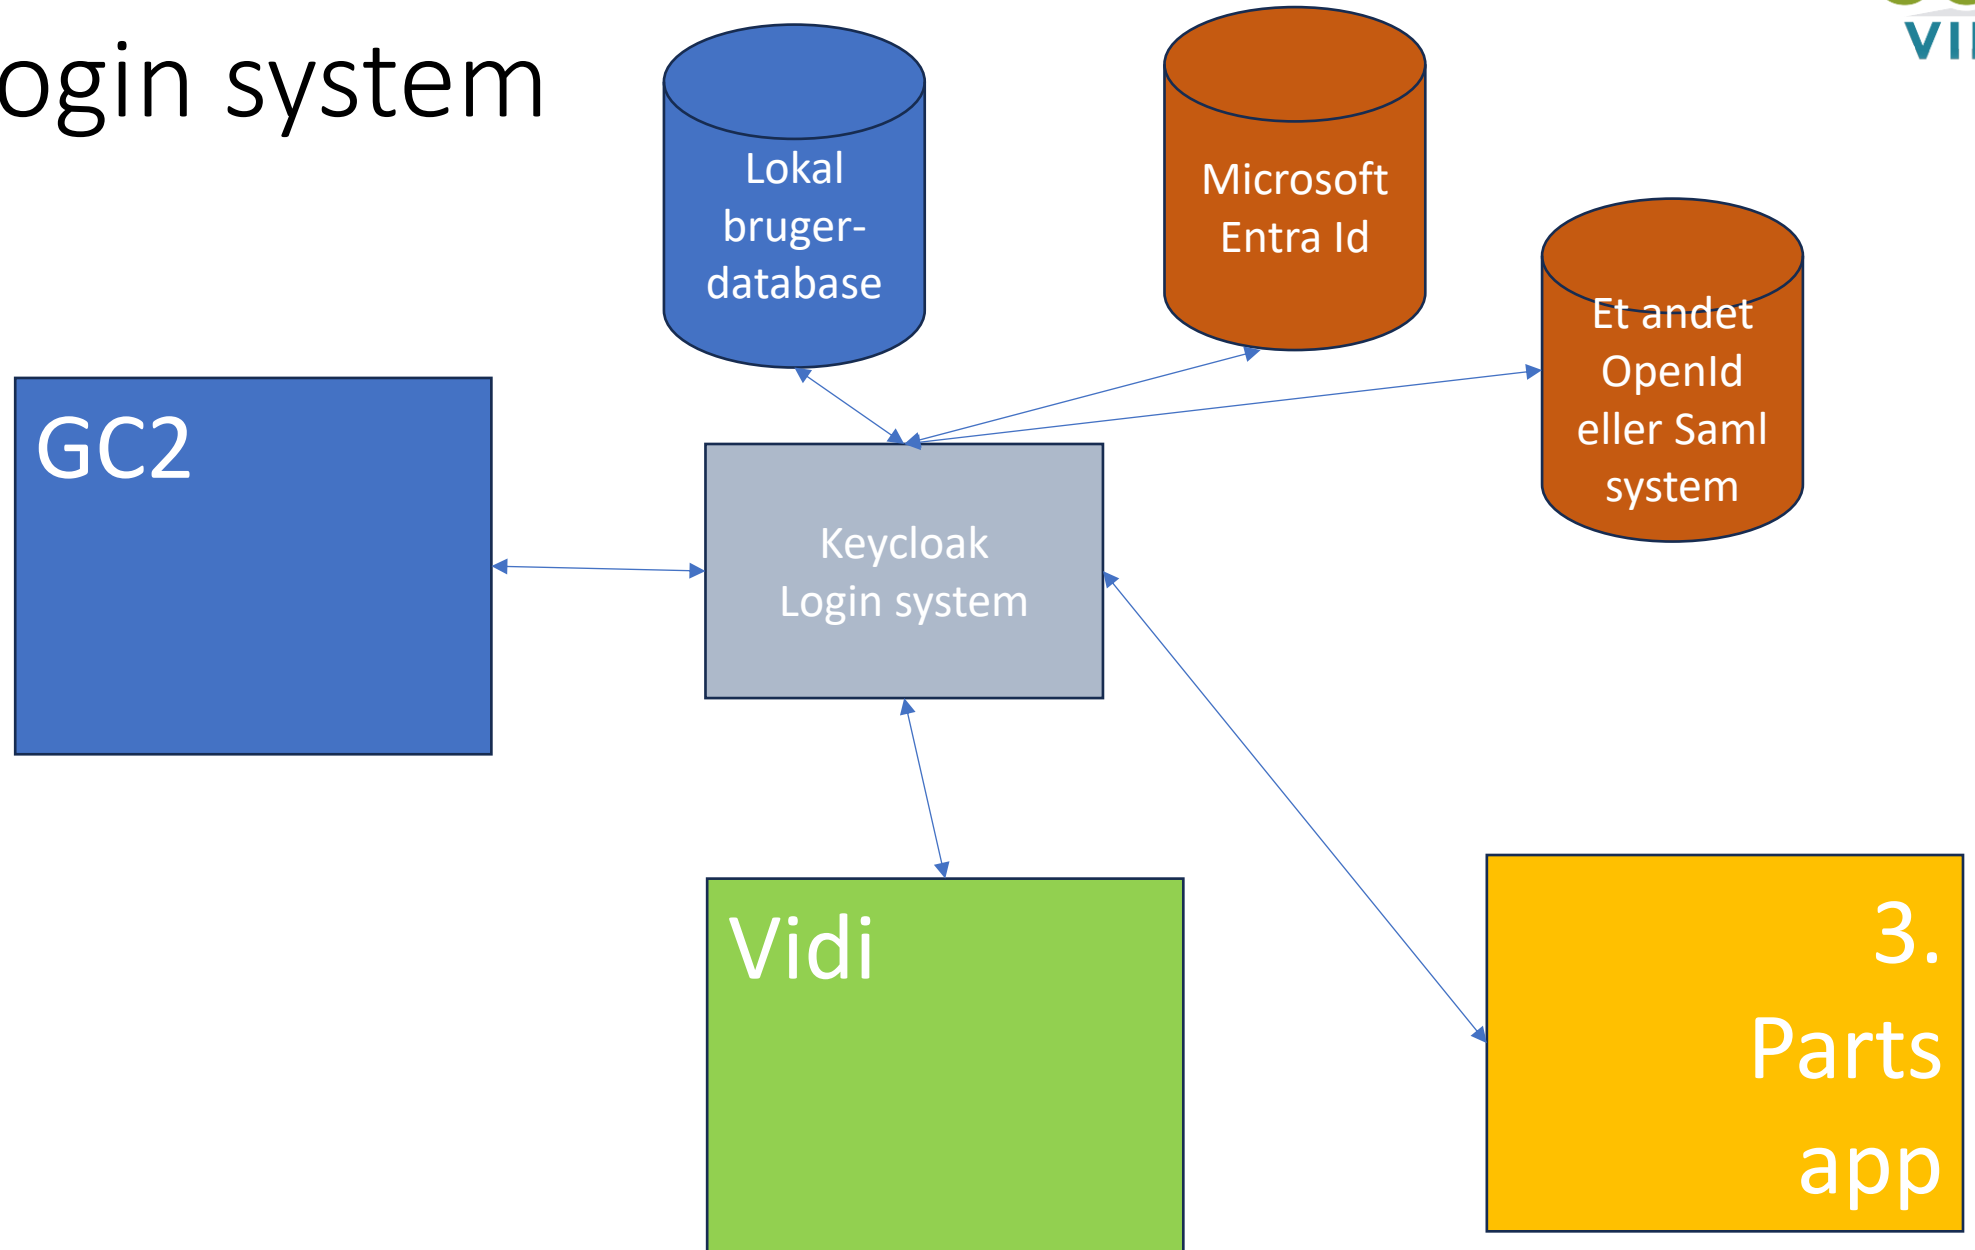 ogin system
Lokal
bruger-
database
Microsoft
Entra Id
Et andet
OpenId
eller Saml
system
GC2
Keycloak
Login system
Vidi
3.
Parts
app